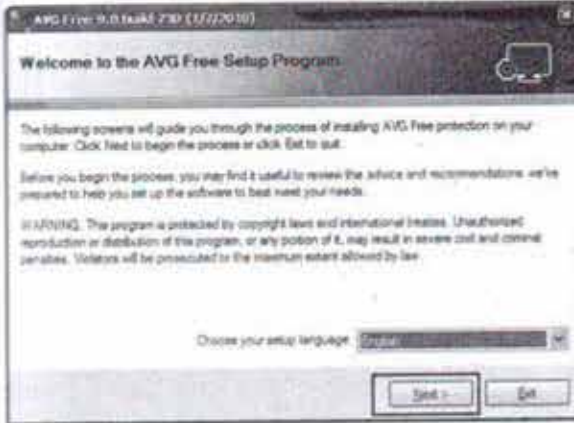 AVG Free 9.0 build 730 (1/7/2010)
Welcome to the AVG Free Setup Program
The following screens will guide you through the process of installing AVG Free protection on your
computer. Click Next to begin the process or click Exit to quit.
Before you begin the process, you may find it useful to review the advice and recommendations we've
prepared to help you set up the software to best meet your needs.
WARNING: This program is protected by copyright laws and international treaties. Unauthorized
reproduction or distribution of this program, or any portion of it, may result in severe civil and criminal
penalties. Violators will be prosecuted to the maximum extent allowed by law.
Choose your setup language: English
Next >
Exit